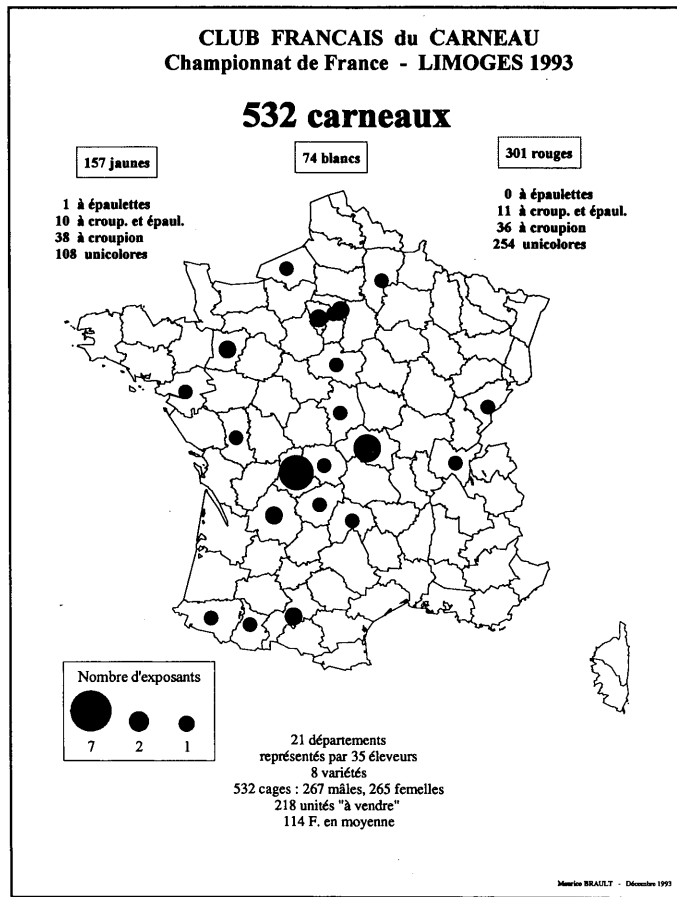 CLUB FRANCAIS du CARNEAU
Championnat de France - LIMOGES 1993
532 carneaux
157 jaunes
74 blancs
301 rouges
1 à épaulettes
10 à croup. et épaul.
38 à croupion
108 unicolores
0 à épaulettes
11 à croup. et épaul.
36 à croupion
254 unicolores
Nombre d'exposants
7 2 1
21 départements
représentés par 35 éleveurs
8 variétés
532 cages : 267 mâles, 265 femelles
218 unités "à vendre"
114 F. en moyenne
Maurice BRAULT - Décembre 1993